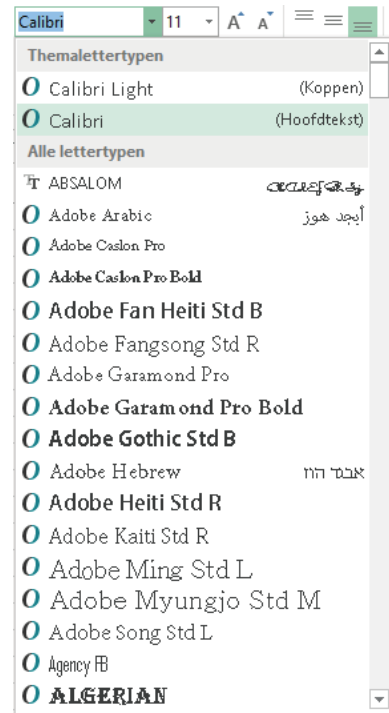 Calibri 11 A A
Themalettertypen
Calibri Light (Koppen)
Calibri (Hoofdtekst)
Alle lettertypen
ABSALOM
Adobe Arabic أبجد هوز
Adobe Caslon Pro
Adobe Caslon Pro Bold
Adobe Fan Heiti Std B
Adobe Fangsong Std R
Adobe Garamond Pro
Adobe Garamond Pro Bold
Adobe Gothic Std B
Adobe Hebrew אבגד הוז
Adobe Heiti Std R
Adobe Kaiti Std R
Adobe Ming Std L
Adobe Myungjo Std M
Adobe Song Std L
Agency FB
ALGERIAN